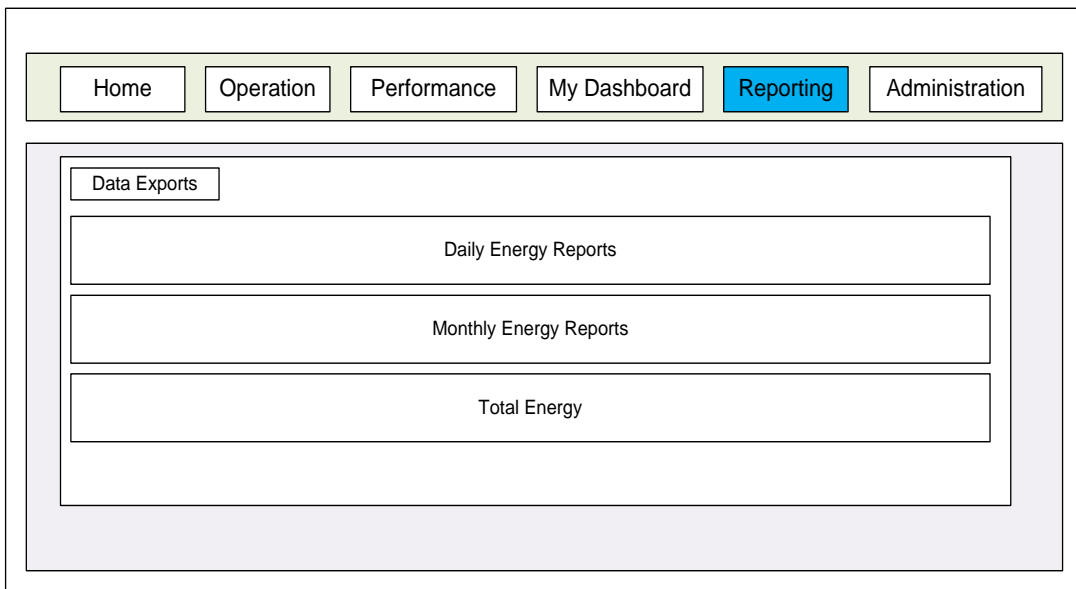 Home
Operation
Performance
My Dashboard
Reporting
Administration
Data Exports
Daily Energy Reports
Monthly Energy Reports
Total Energy